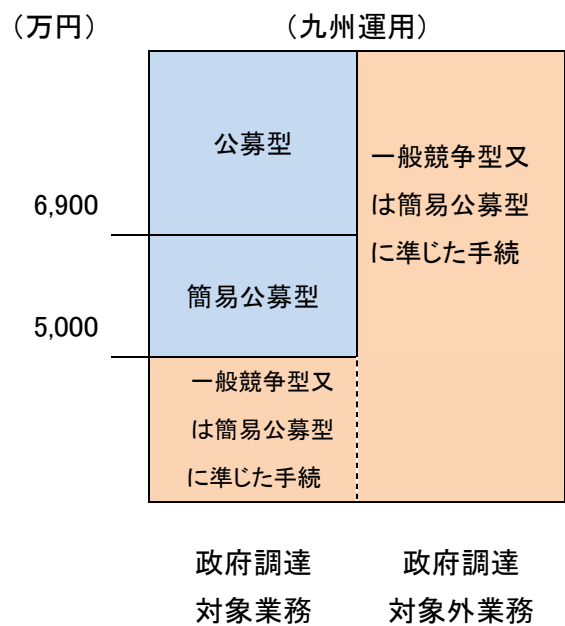 （万円）
（九州運用）
公募型
一般競争型又
は簡易公募型
に準じた手続
6,900
簡易公募型
5,000
一般競争型又
は簡易公募型
に準じた手続
政府調達
対象業務
政府調達
対象外業務